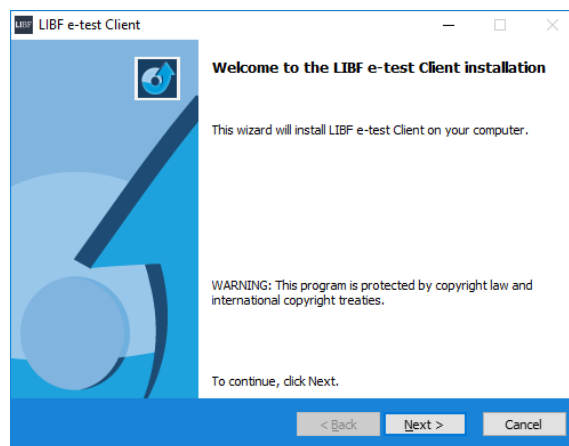 LIBF LIBF e-test Client
Welcome to the LIBF e-test Client installation
This wizard will install LIBF e-test Client on your computer.
WARNING: This program is protected by copyright law and
international copyright treaties.
To continue, click Next.
< Back Next > Cancel